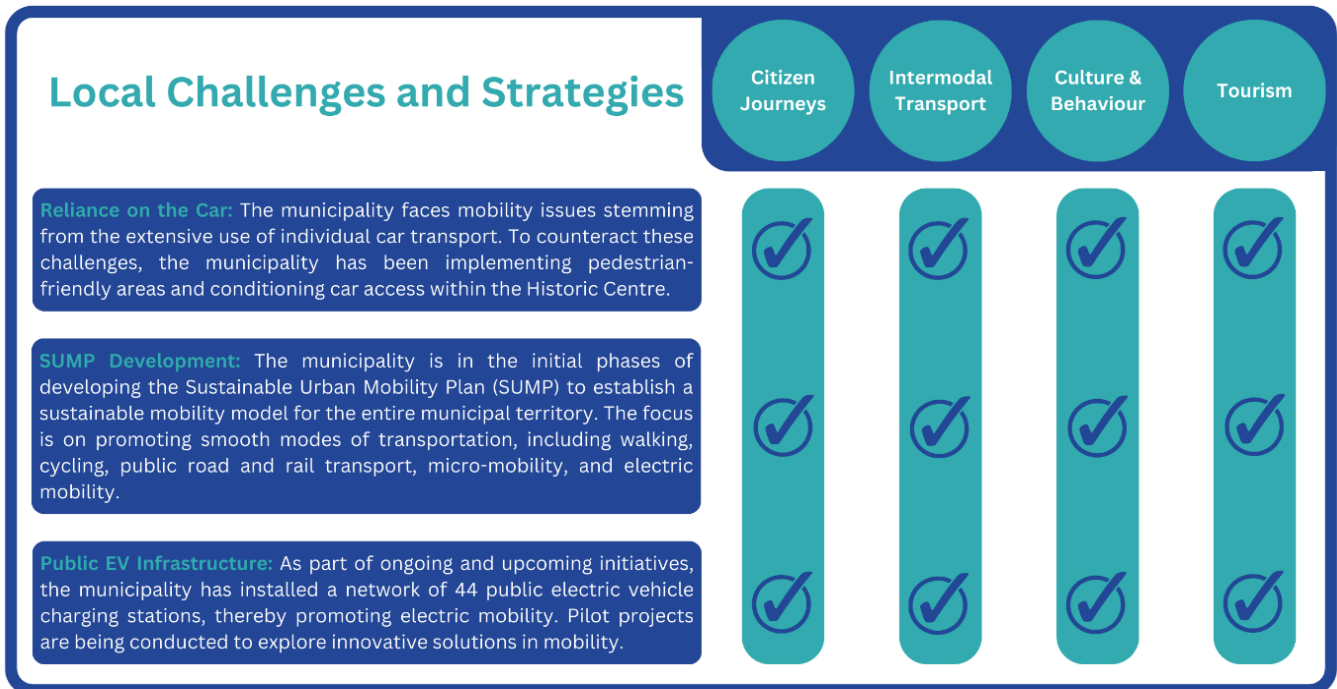 Local Challenges and Strategies
Citizen
Journeys
Intermodal
Transport
Culture &
Behaviour
Tourism
Reliance on the Car: The municipality faces mobility issues stemming
from the extensive use of individual car transport. To counteract these
challenges, the municipality has been implementing pedestrian-
friendly areas and conditioning car access within the Historic Centre.
SUMP Development: The municipality is in the initial phases of
developing the Sustainable Urban Mobility Plan (SUMP) to establish a
sustainable mobility model for the entire municipal territory. The focus
is on promoting smooth modes of transportation, including walking,
cycling, public road and rail transport, micro-mobility, and electric
mobility.
Public EV Infrastructure: As part of ongoing and upcoming initiatives,
the municipality has installed a network of 44 public electric vehicle
charging stations, thereby promoting electric mobility. Pilot projects
are being conducted to explore innovative solutions in mobility.